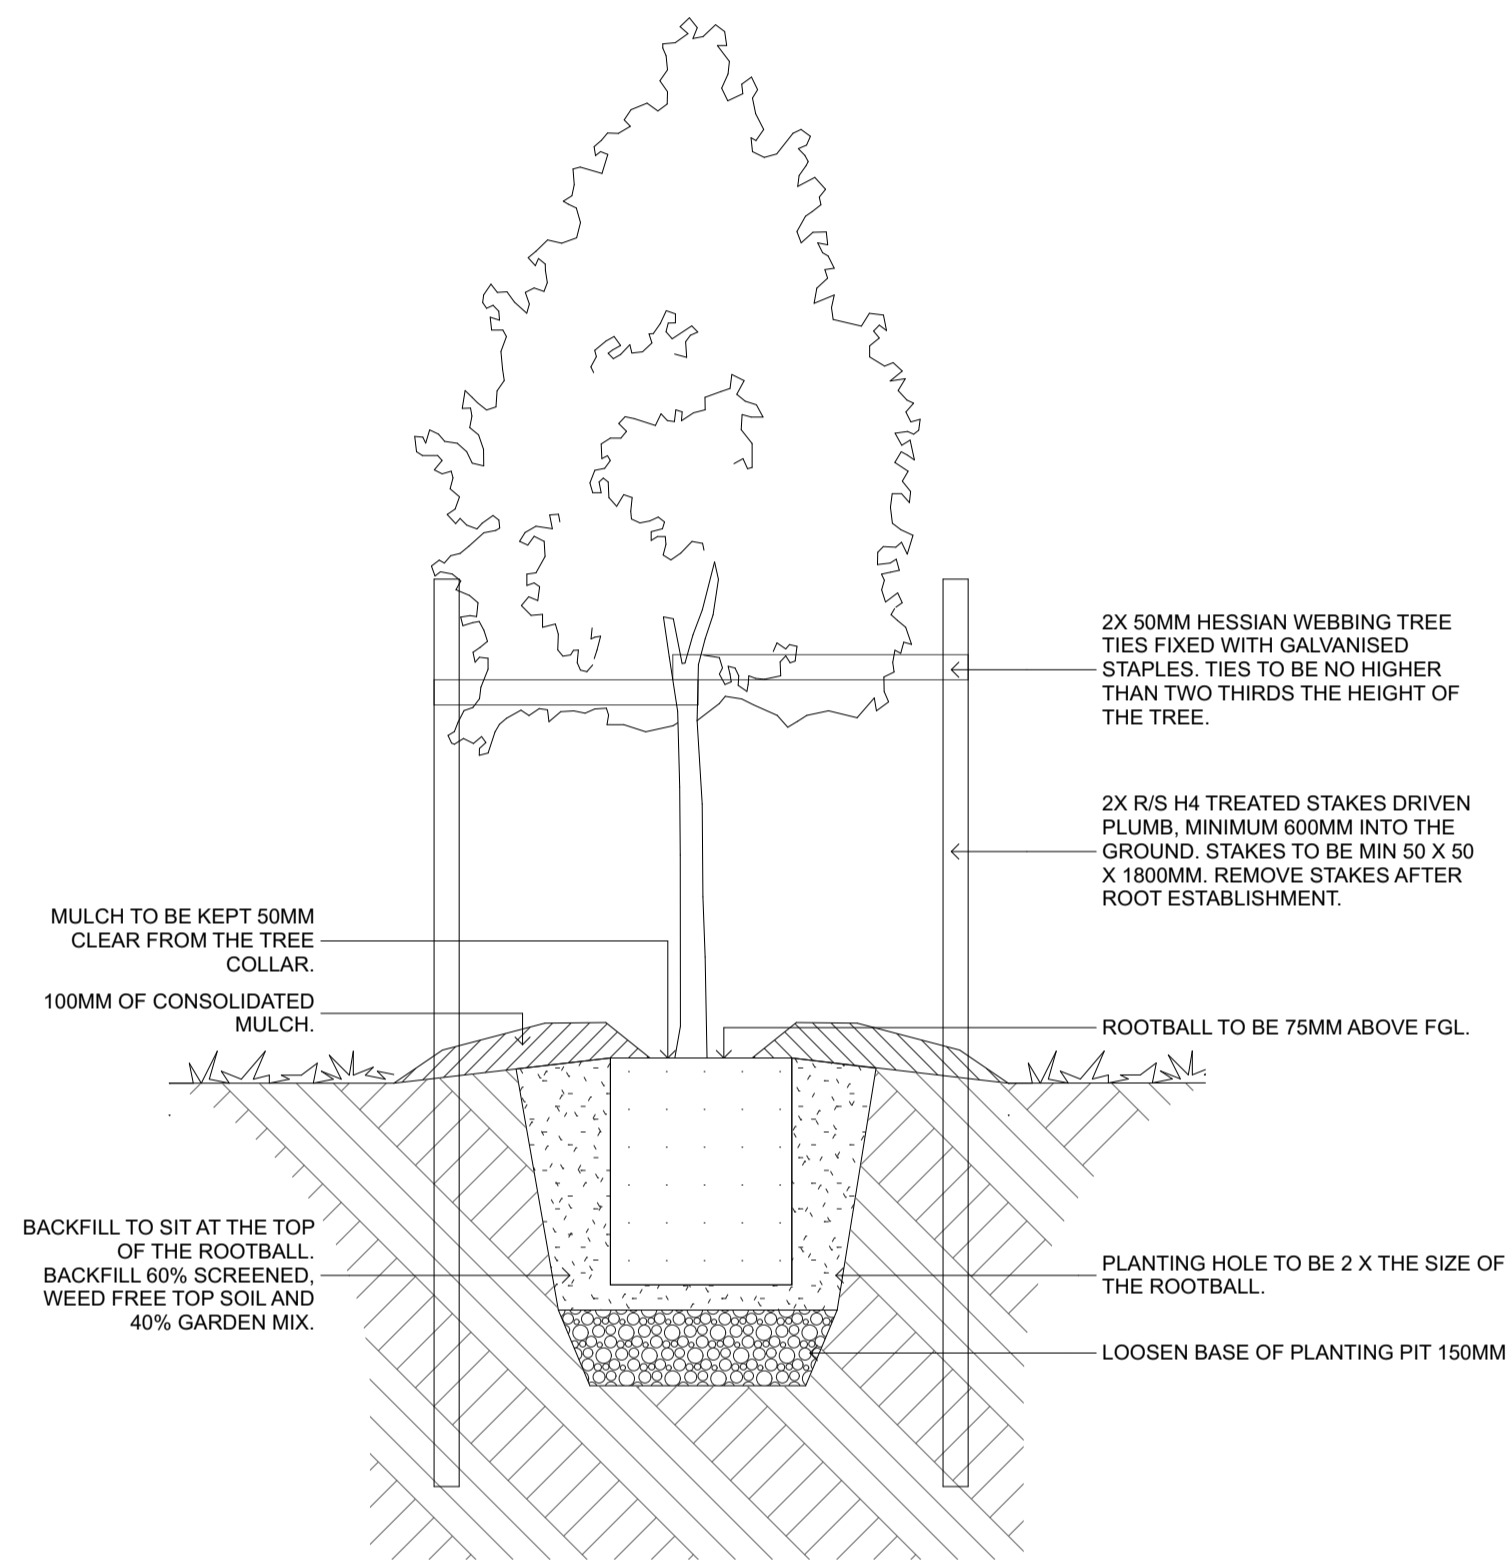 2X 50MM HESSIAN WEBBING TREE
TIES FIXED WITH GALVANISED
STAPLES. TIES TO BE NO HIGHER
THAN TWO THIRDS THE HEIGHT OF
THE TREE.
2X R/S H4 TREATED STAKES DRIVEN
PLUMB, MINIMUM 600MM INTO THE
GROUND. STAKES TO BE MIN 50 X 50
X 1800MM. REMOVE STAKES AFTER
ROOT ESTABLISHMENT.
MULCH TO BE KEPT 50MM
CLEAR FROM THE TREE
COLLAR.
100MM OF CONSOLIDATED
MULCH.
ROOTBALL TO BE 75MM ABOVE FGL.
BACKFILL TO SIT AT THE TOP
OF THE ROOTBALL.
BACKFILL 60% SCREENED,
WEED FREE TOP SOIL AND
40% GARDEN MIX.
PLANTING HOLE TO BE 2 X THE SIZE OF
THE ROOTBALL.
LOOSEN BASE OF PLANTING PIT 150MM